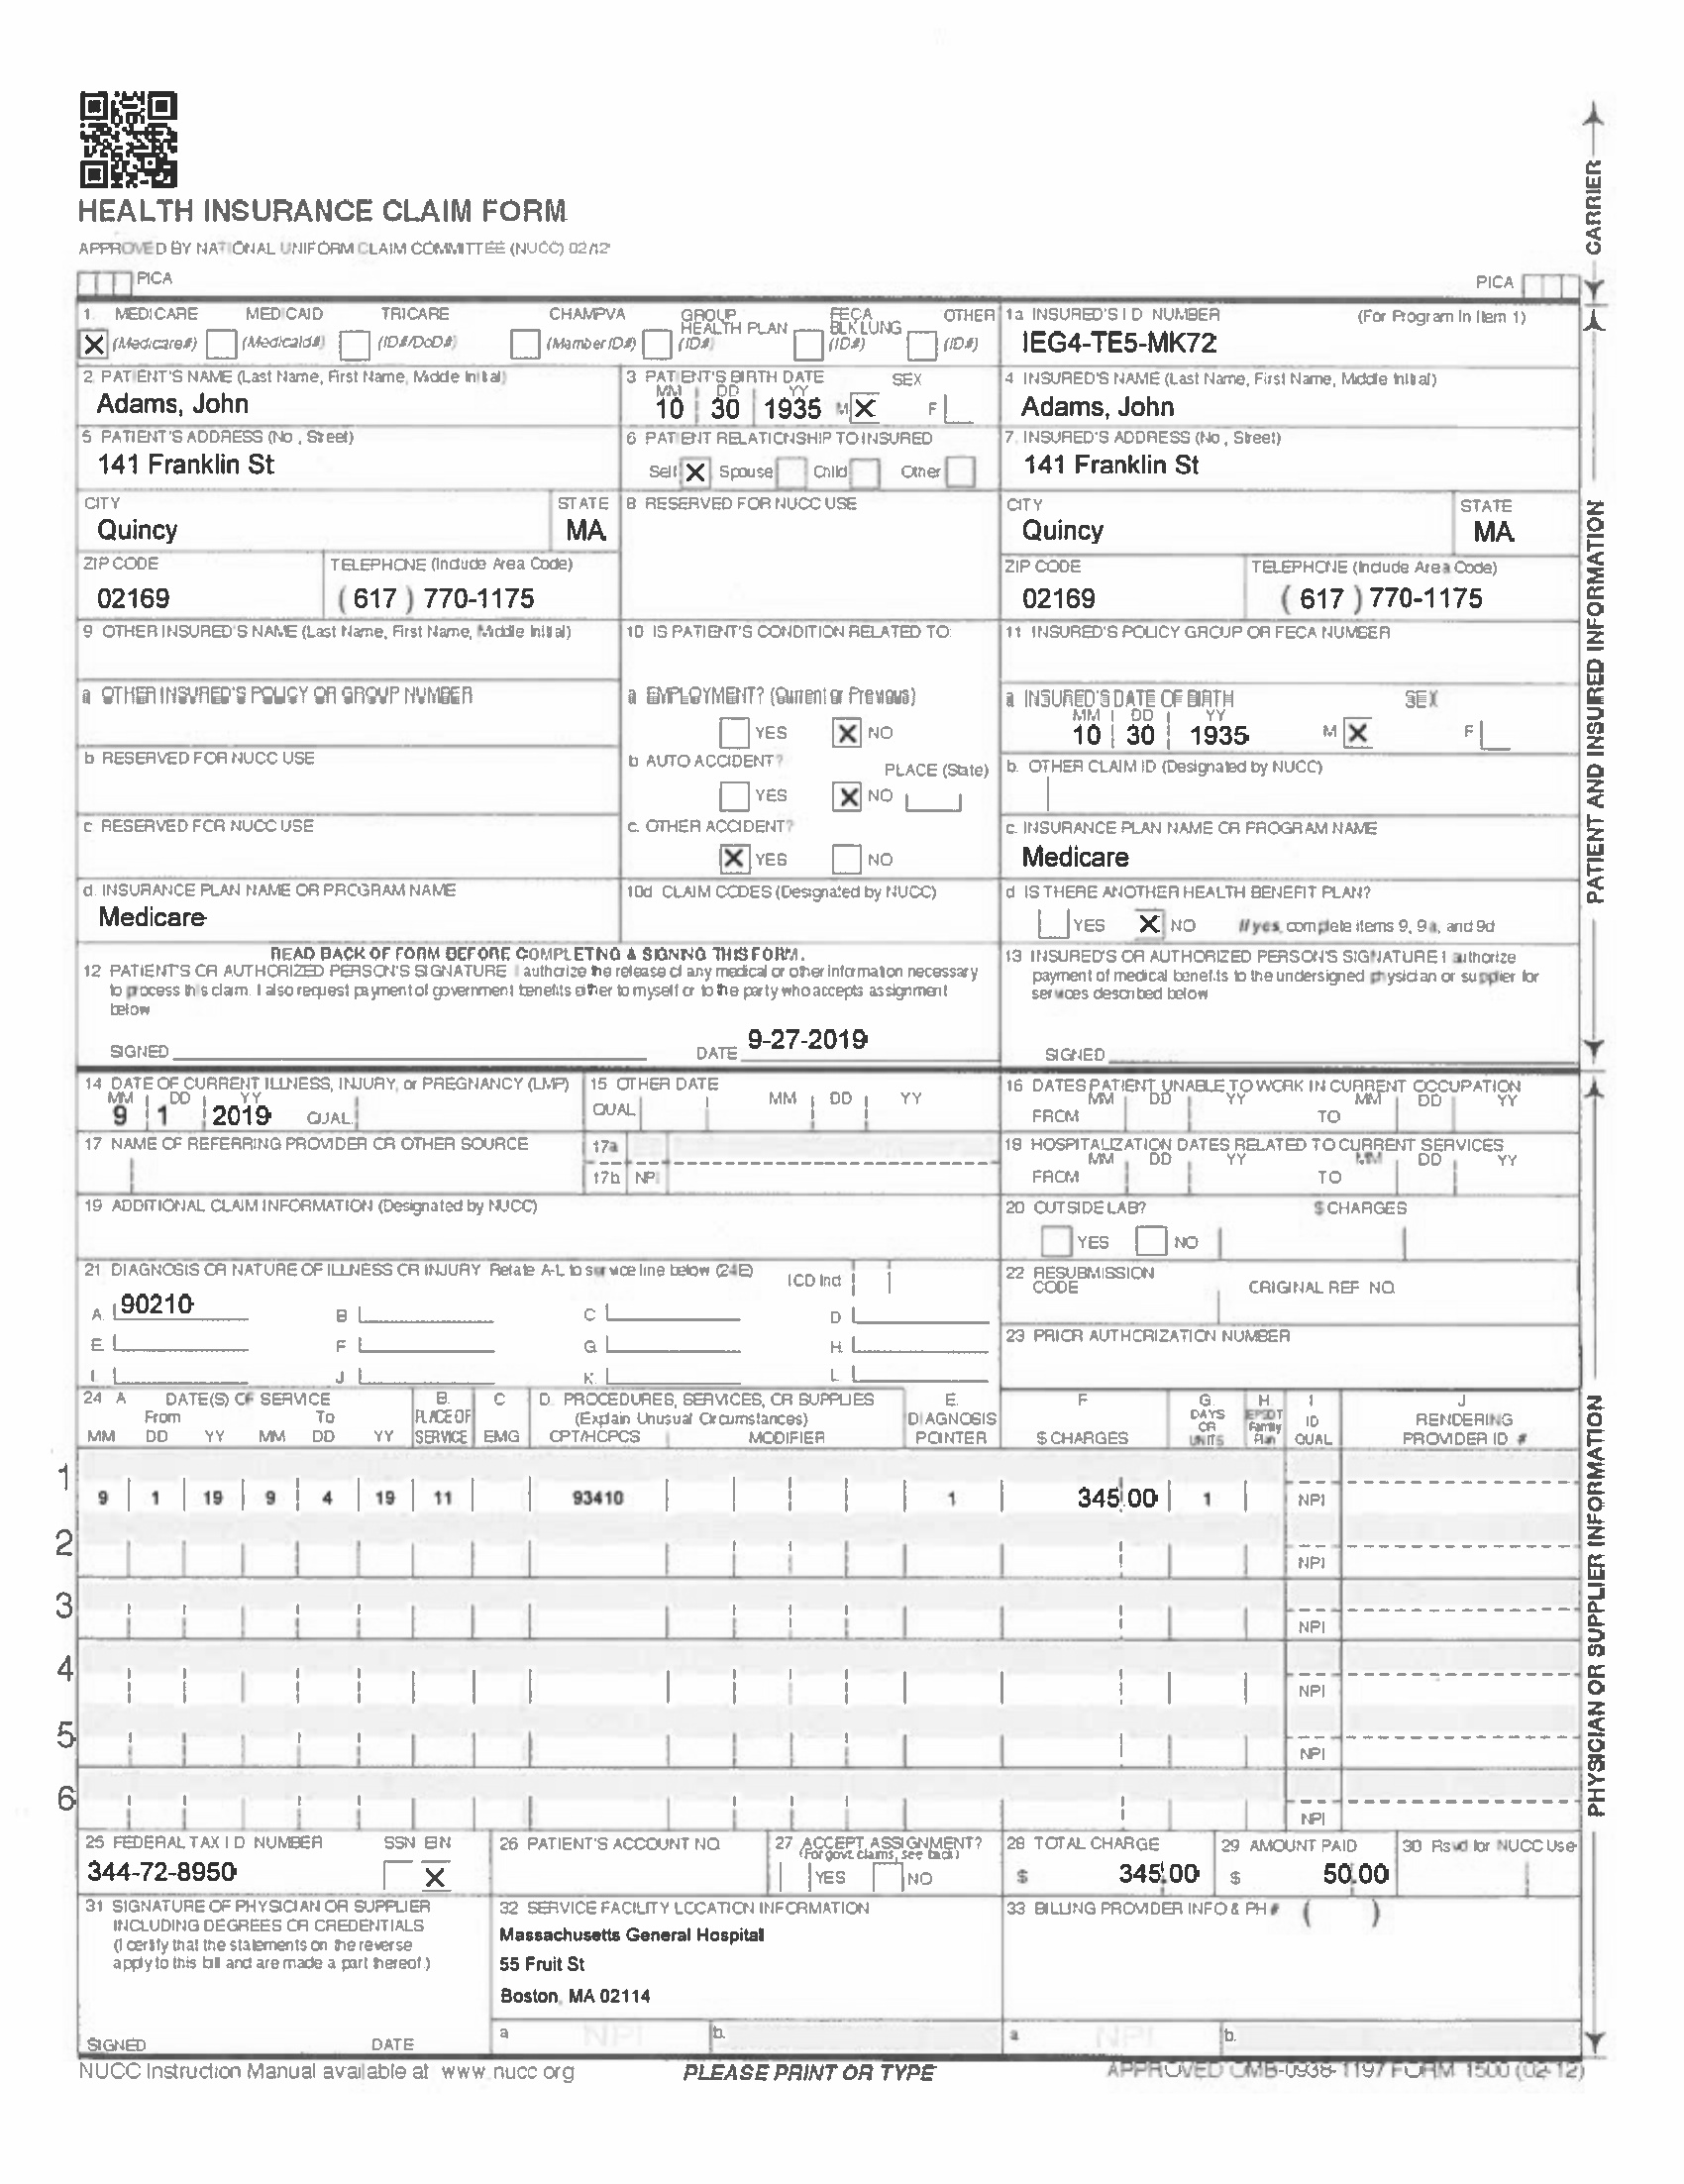 HEALTH INSURANCE CLAIM FORM
APPROVED BY NATIONAL UNIFORM CLAIM COMMITTEE (NUCC) 02/12
PICA
PICA
CARRIER
1. MEDICARE MEDICAID TRICARE CHAMPVA GROUP HEALTH PLAN FECA BLK LUNG OTHER
X (Medicare#) (Medicaid#) (ID#/DoD#) (Member ID#) (ID#) (ID#) (ID#)
1a INSURED'S I D NUMBER (For Program in Item 1)
IEG4-TE5-MK72
2. PATIENT'S NAME (Last Name, First Name, Middle Initial)
Adams, John
3 PATIENT'S BIRTH DATE SEX
MM DD YY
10 30 1935 M X F
4 INSURED'S NAME (Last Name, First Name, Middle Initial)
Adams, John
5 PATIENT'S ADDRESS (No , Street)
141 Franklin St
6 PATIENT RELATIONSHIP TO INSURED
Self X Spouse Child Other
7. INSURED'S ADDRESS (No , Street)
141 Franklin St
CITY STATE
Quincy MA
8 RESERVED FOR NUCC USE
CITY STATE
Quincy MA
ZIP CODE TELEPHONE (Include Area Code)
02169 ( 617 ) 770-1175
ZIP CODE TELEPHONE (Include Area Code)
02169 ( 617 ) 770-1175
9 OTHER INSURED'S NAME (Last Name, First Name, Middle Initial)
10 IS PATIENT'S CONDITION RELATED TO:
11 INSURED'S POLICY GROUP OR FECA NUMBER
a OTHER INSURED'S POLICY OR GROUP NUMBER
a EMPLOYMENT? (Current or Previous)
YES X NO
a INSURED'S DATE OF BIRTH SEX
MM DD YY
10 30 1935 M X F
b RESERVED FOR NUCC USE
b AUTO ACCIDENT? PLACE (State)
YES X NO
b. OTHER CLAIM ID (Designated by NUCC)
c RESERVED FOR NUCC USE
c. OTHER ACCIDENT?
X YES NO
c. INSURANCE PLAN NAME OR PROGRAM NAME
Medicare
d. INSURANCE PLAN NAME OR PROGRAM NAME
Medicare
10d CLAIM CODES (Designated by NUCC)
d IS THERE ANOTHER HEALTH BENEFIT PLAN?
YES X NO If yes, complete items 9, 9a, and 9d
PATIENT AND INSURED INFORMATION
READ BACK OF FORM BEFORE COMPLETING & SIGNING THIS FORM.
12 PATIENT'S OR AUTHORIZED PERSON'S SIGNATURE I authorize the release of any medical or other information necessary
to process this claim. I also request payment of government benefits either to myself or to the party who accepts assignment
below
SIGNED DATE 9-27-2019
13 INSURED'S OR AUTHORIZED PERSON'S SIGNATURE I authorize
payment of medical benefits to the undersigned physician or supplier for
services described below
SIGNED
14 DATE OF CURRENT ILLNESS, INJURY, or PREGNANCY (LMP)
MM DD YY
9 1 2019 QUAL.
15 OTHER DATE
QUAL MM DD YY
16 DATES PATIENT UNABLE TO WORK IN CURRENT OCCUPATION
MM DD YY MM DD YY
FROM TO
17 NAME OF REFERRING PROVIDER OR OTHER SOURCE
17a
17b NPI
18 HOSPITALIZATION DATES RELATED TO CURRENT SERVICES
MM DD YY MM DD YY
FROM TO
19 ADDITIONAL CLAIM INFORMATION (Designated by NUCC)
20 OUTSIDE LAB? $ CHARGES
YES NO
21 DIAGNOSIS OR NATURE OF ILLNESS OR INJURY Relate A-L to service line below (24E) ICD Ind
A. 90210 B C D
E F G H
I J K. L
22 RESUBMISSION CODE ORIGINAL REF NO.
23 PRIOR AUTHORIZATION NUMBER
24 A DATE(S) OF SERVICE B. C D. PROCEDURES, SERVICES, OR SUPPLIES E. F G. H. I J
From To PLACE OF (Explain Unusual Circumstances) DIAGNOSIS DAYS OR EPSDT Family ID RENDERING
MM DD YY MM DD YY SERVICE EMG CPT/HCPCS MODIFIER POINTER $ CHARGES UNITS Plan QUAL PROVIDER ID #
1 9 1 19 9 4 19 11 93410 1 345 00 1 NPI
2 NPI
3 NPI
4 NPI
5 NPI
6 NPI
25 FEDERAL TAX I D NUMBER SSN EIN
344-72-8950 X
26 PATIENT'S ACCOUNT NO.
27 ACCEPT ASSIGNMENT?
(For govt. claims, see back)
YES NO
28 TOTAL CHARGE
$ 345 00
29 AMOUNT PAID
$ 50 00
30 Rsvd for NUCC Use
31 SIGNATURE OF PHYSICIAN OR SUPPLIER
INCLUDING DEGREES OR CREDENTIALS
(I certify that the statements on the reverse
apply to this bill and are made a part thereof.)
SIGNED DATE
32 SERVICE FACILITY LOCATION INFORMATION
Massachusetts General Hospital
55 Fruit St
Boston, MA 02114
a NPI b.
33 BILLING PROVIDER INFO & PH # ( )
a NPI b.
PHYSICIAN OR SUPPLIER INFORMATION
NUCC Instruction Manual available at www.nucc.org
PLEASE PRINT OR TYPE
APPROVED OMB-0938-1197 FORM 1500 (02-12)